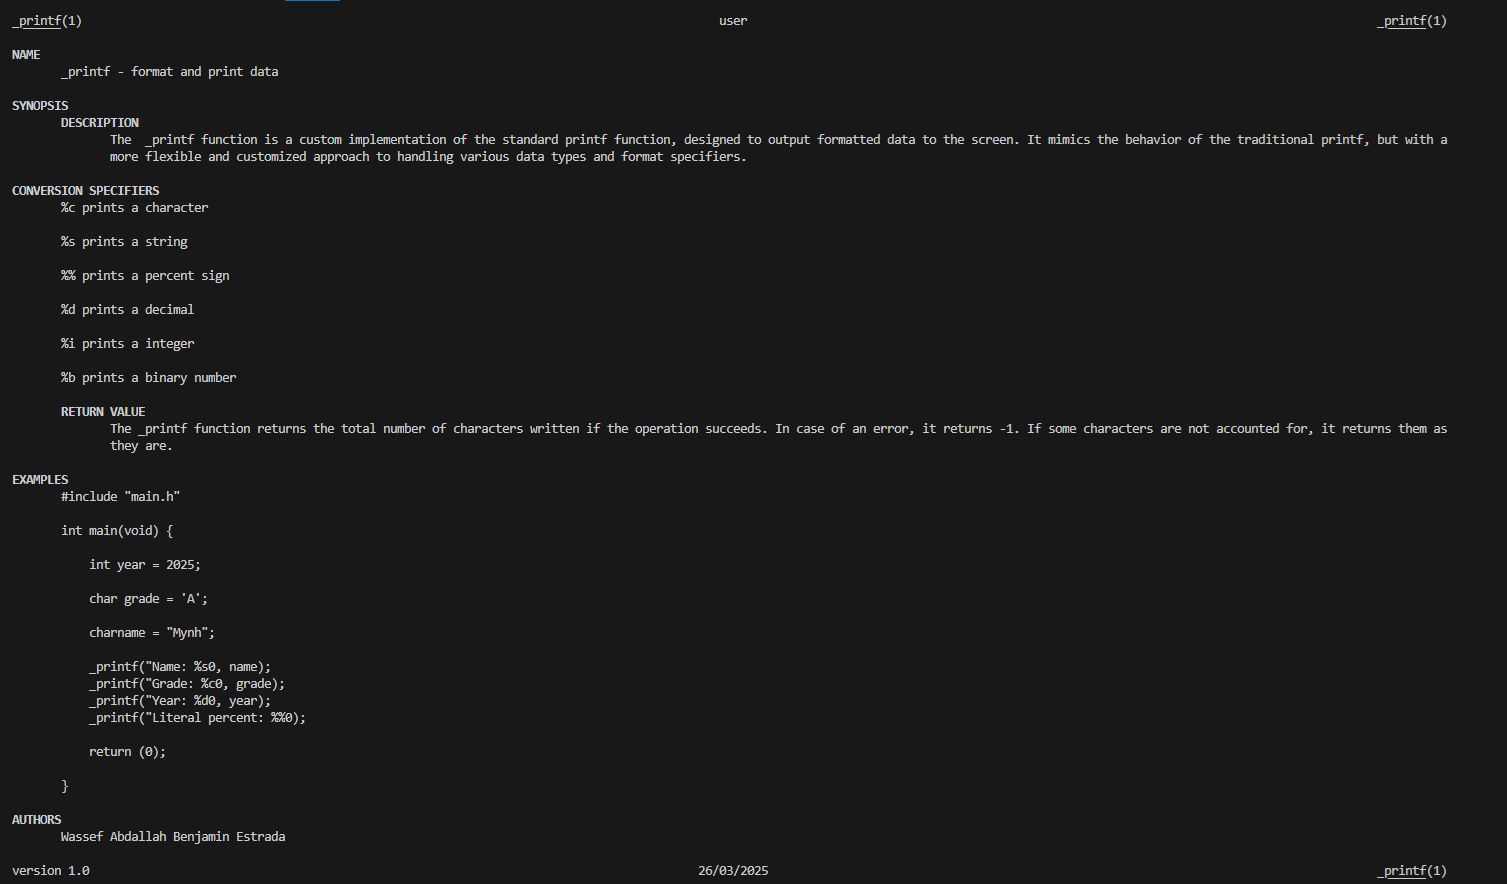 _printf(1) user _printf(1)
NAME
_printf - format and print data
SYNOPSIS
DESCRIPTION
The _printf function is a custom implementation of the standard printf function, designed to output formatted data to the screen. It mimics the behavior of the traditional printf, but with a
more flexible and customized approach to handling various data types and format specifiers.
CONVERSION SPECIFIERS
%c prints a character
%s prints a string
%% prints a percent sign
%d prints a decimal
%i prints a integer
%b prints a binary number
RETURN VALUE
The _printf function returns the total number of characters written if the operation succeeds. In case of an error, it returns -1. If some characters are not accounted for, it returns them as
they are.
EXAMPLES
#include "main.h"
int main(void) {
int year = 2025;
char grade = 'A';
charname = "Mynh";
_printf("Name: %s0, name);
_printf("Grade: %c0, grade);
_printf("Year: %d0, year);
_printf("Literal percent: %%0);
return (0);
}
AUTHORS
Wassef Abdallah Benjamin Estrada
version 1.0 26/03/2025 _printf(1)